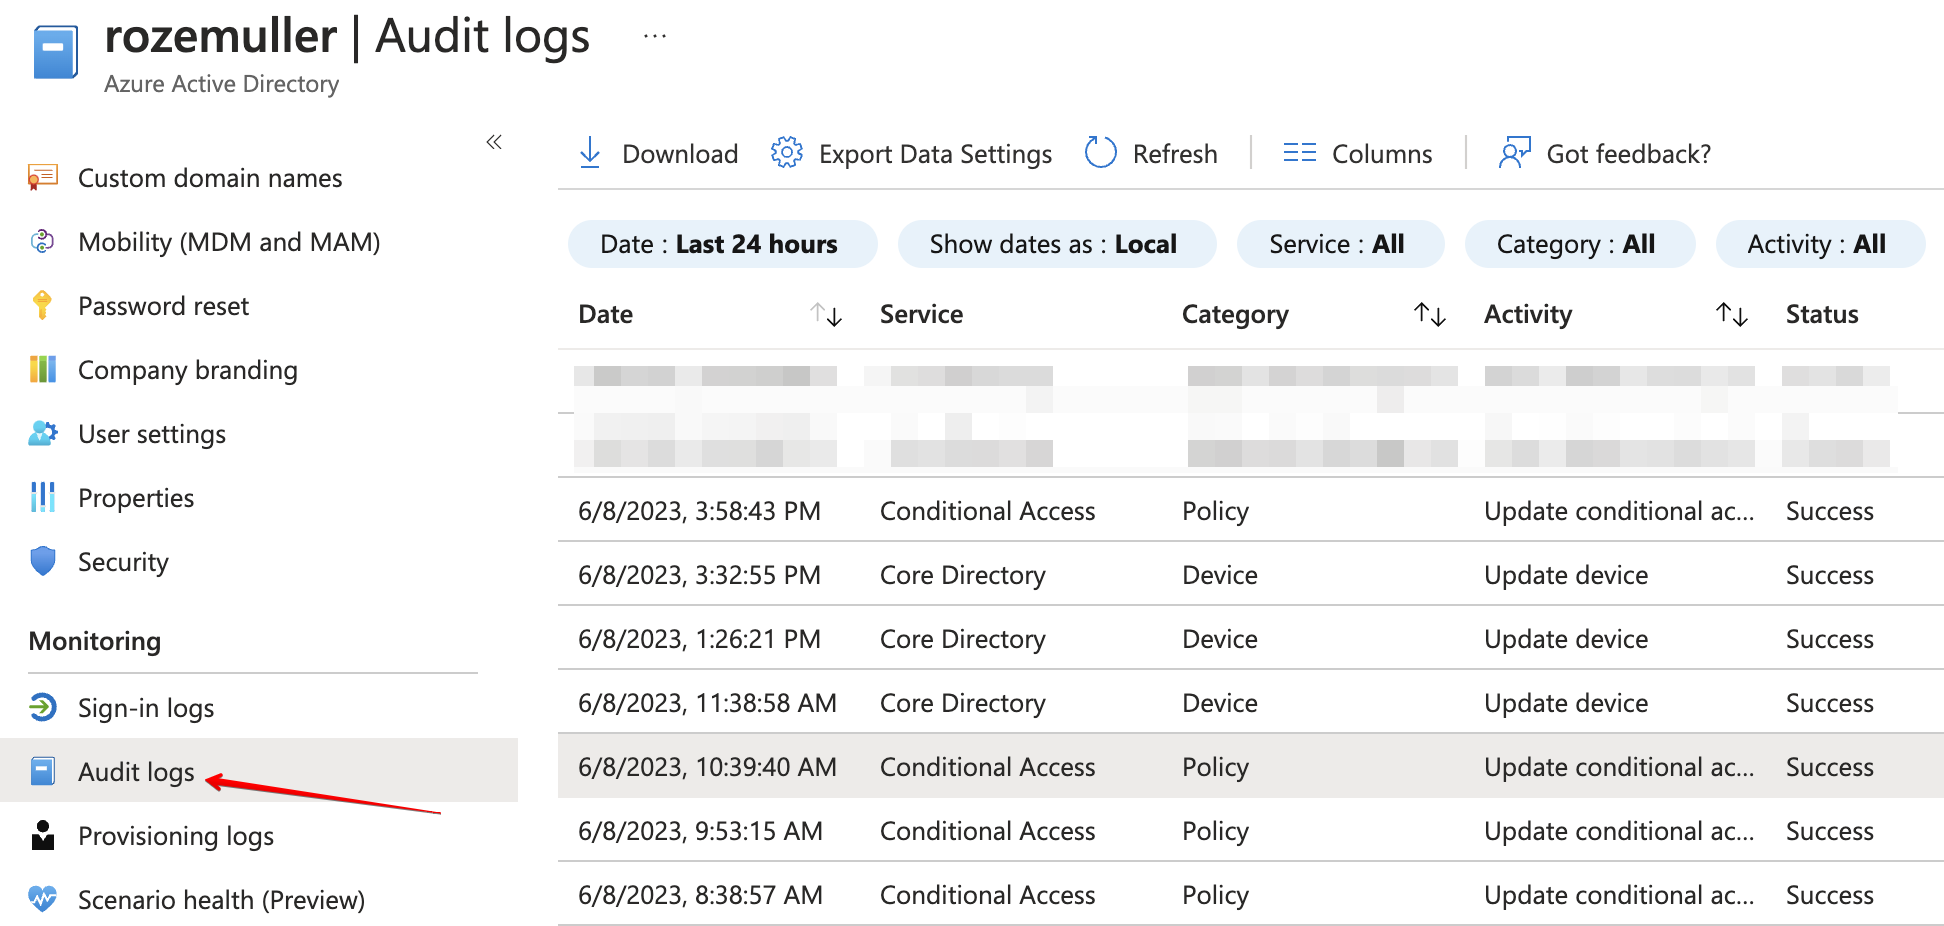 rozemuller | Audit logs ...
Azure Active Directory
«
Custom domain names
Mobility (MDM and MAM)
Password reset
Company branding
User settings
Properties
Security
Monitoring
Sign-in logs
Audit logs
Provisioning logs
Scenario health (Preview)
Download Export Data Settings Refresh Columns Got feedback?
Date : Last 24 hours Show dates as : Local Service : All Category : All Activity : All
Date Service Category Activity Status
6/8/2023, 3:58:43 PM Conditional Access Policy Update conditional ac... Success
6/8/2023, 3:32:55 PM Core Directory Device Update device Success
6/8/2023, 1:26:21 PM Core Directory Device Update device Success
6/8/2023, 11:38:58 AM Core Directory Device Update device Success
6/8/2023, 10:39:40 AM Conditional Access Policy Update conditional ac... Success
6/8/2023, 9:53:15 AM Conditional Access Policy Update conditional ac... Success
6/8/2023, 8:38:57 AM Conditional Access Policy Update conditional ac... Success